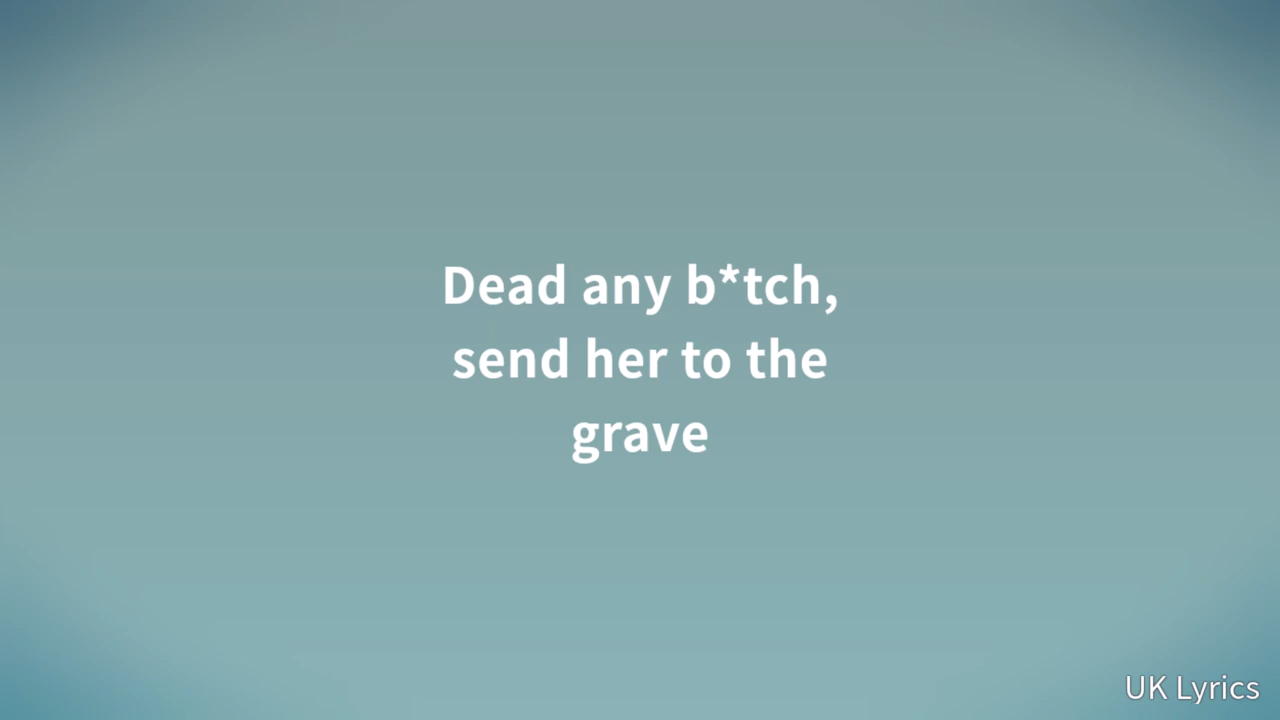 Dead any b*tch,
send her to the
grave
UK Lyrics